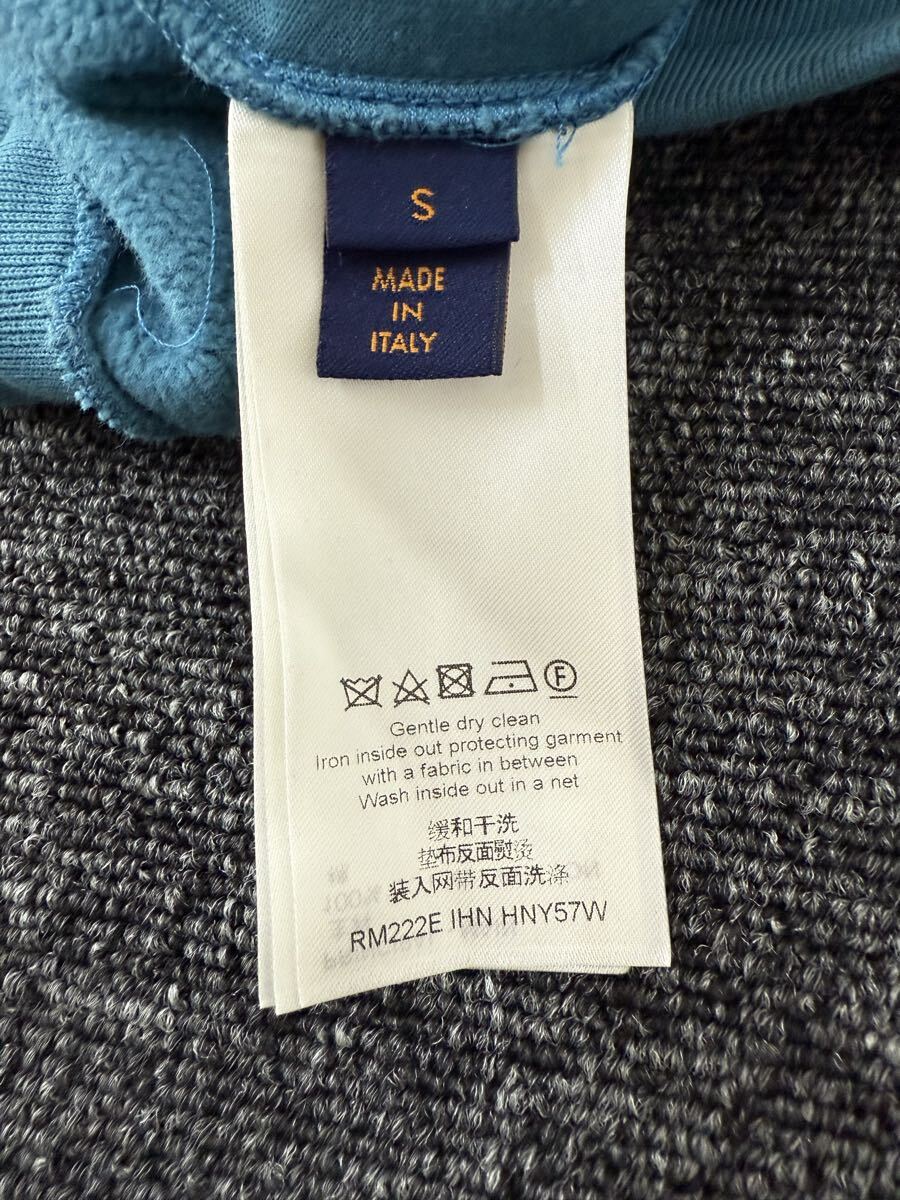 S
MADE
IN
ITALY
F
Gentle dry clean
Iron inside out protecting garment
with a fabric in between
Wash inside out in a net
缓和干洗
垫布反面熨烫
装入网带反面洗涤
RM222E IHN HNY57W